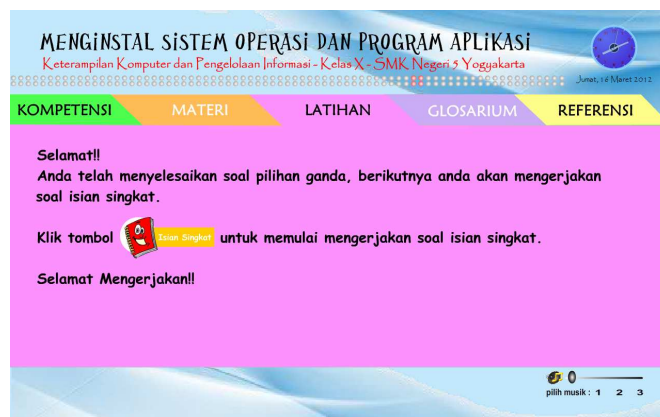 MENGINSTAL SISTEM OPERASI DAN PROGRAM APLIKASI
Keterampilan Komputer dan Pengelolaan Informasi - Kelas X - SMK Negeri 5 Yogyakarta
Jumat, 16 Maret 2012
KOMPETENSI MATERI LATIHAN GLOSARIUM REFERENSI
Selamat!!
Anda telah menyelesaikan soal pilihan ganda, berikutnya anda akan mengerjakan
soal isian singkat.
Klik tombol Isian Singkat untuk memulai mengerjakan soal isian singkat.
Selamat Mengerjakan!!
pilih musik : 1 2 3